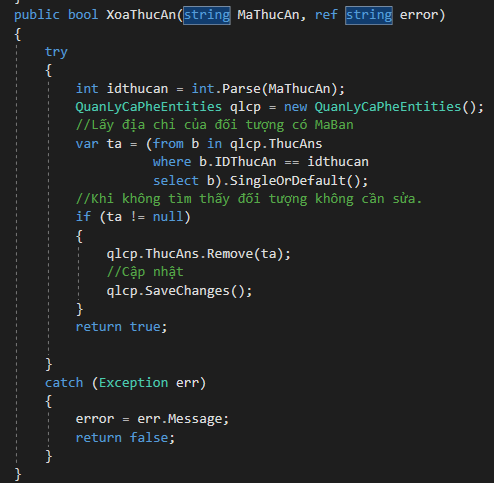 public bool XoaThucAn(string MaThucAn, ref string error)
{
try
{
int idthucan = int.Parse(MaThucAn);
QuanLyCaPheEntities qlcp = new QuanLyCaPheEntities();
//Lấy địa chỉ của đối tượng có MaBan
var ta = (from b in qlcp.ThucAns
where b.IDThucAn == idthucan
select b).SingleOrDefault();
//Khi không tìm thấy đối tượng không cần sửa.
if (ta != null)
{
qlcp.ThucAns.Remove(ta);
//Cập nhật
qlcp.SaveChanges();
}
return true;
}
catch (Exception err)
{
error = err.Message;
return false;
}
}